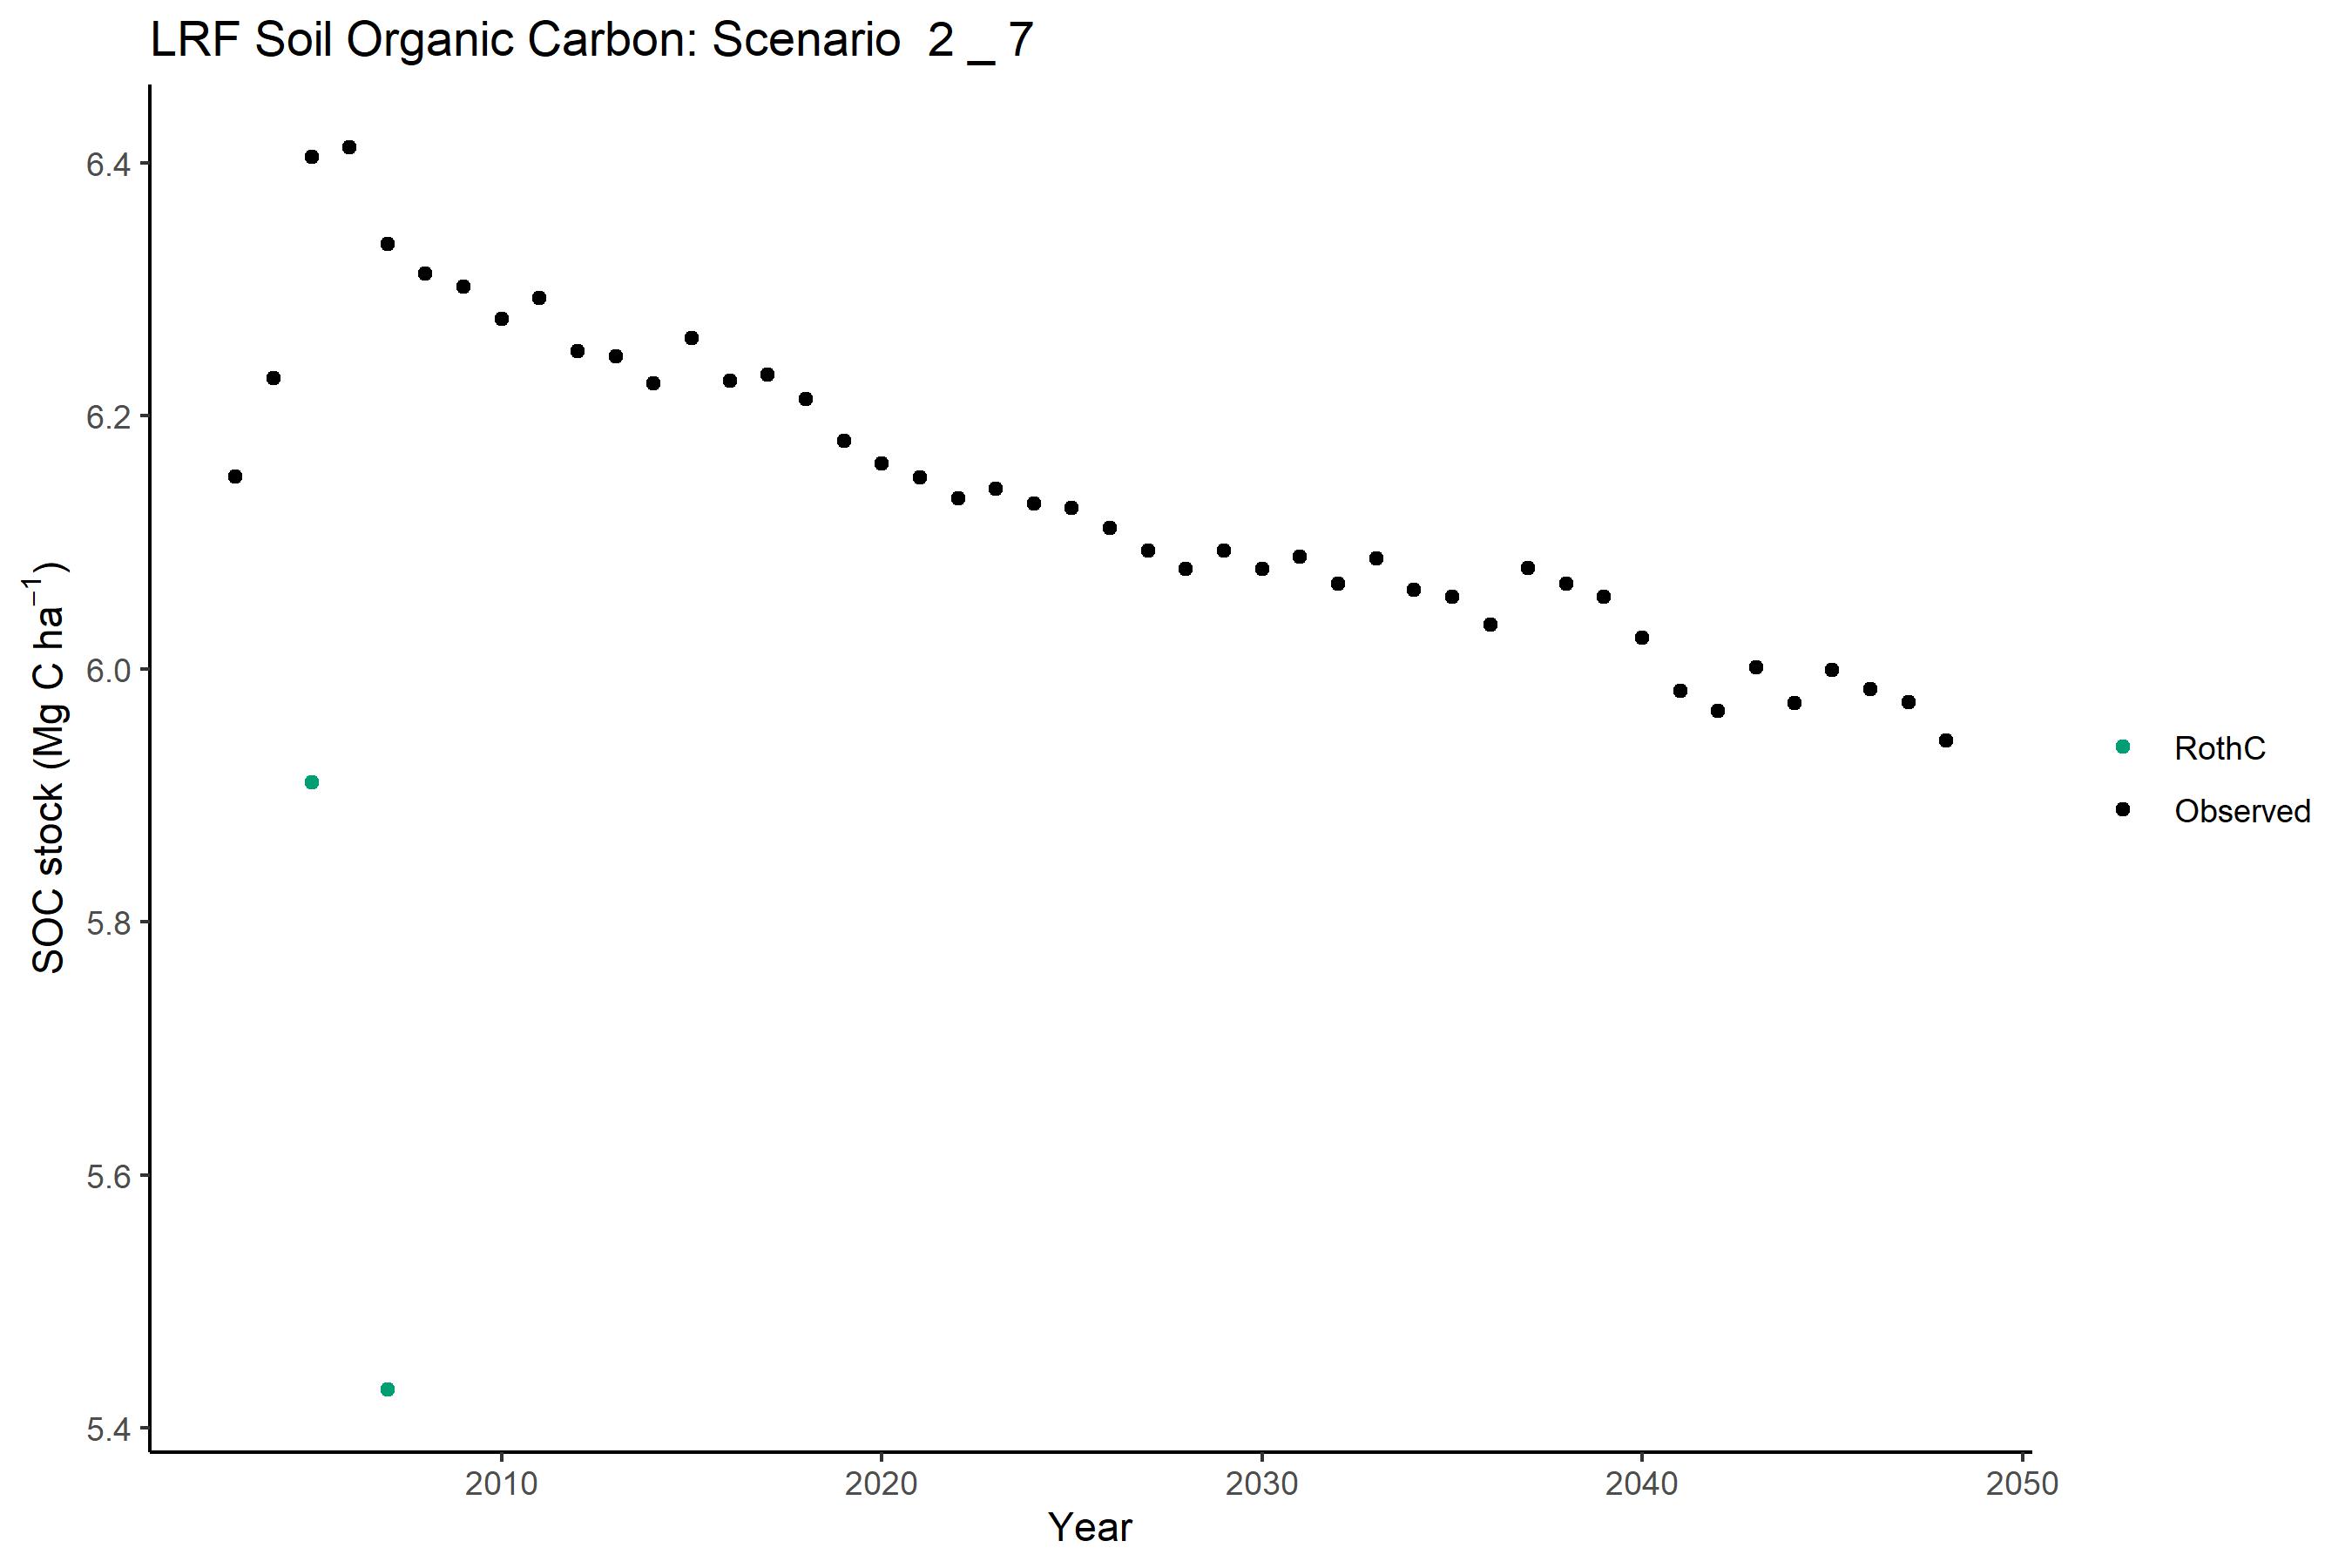 LRF Soil Organic Carbon: Scenario  2 _ 7
SOC stock (Mg C ha⁻¹)
6.4
6.2
6.0
5.8
5.6
5.4
2010 2020 2030 2040 2050
Year
RothC
Observed